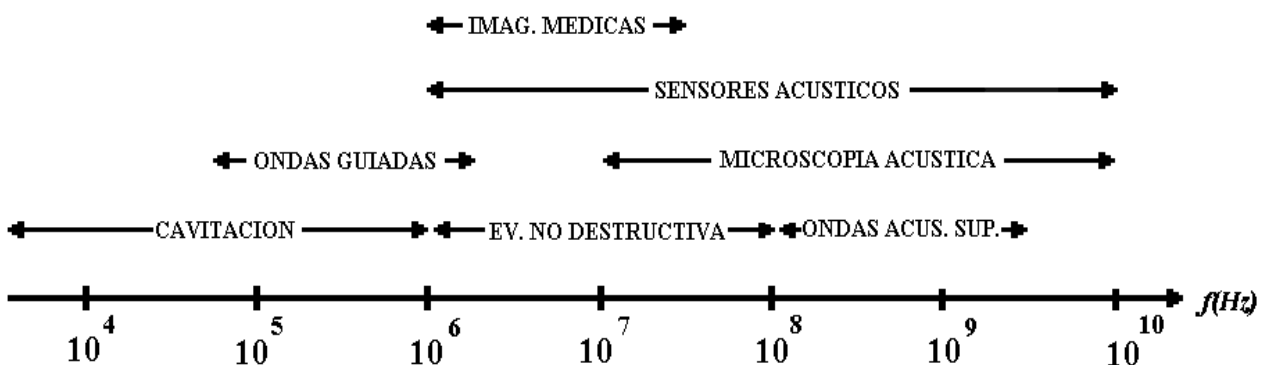 IMAG. MEDICAS
SENSORES ACUSTICOS
ONDAS GUIADAS MICROSCOPIA ACUSTICA
CAVITACION EV. NO DESTRUCTIVA ONDAS ACUS. SUP.
f(Hz)
10^4 10^5 10^6 10^7 10^8 10^9 10^10